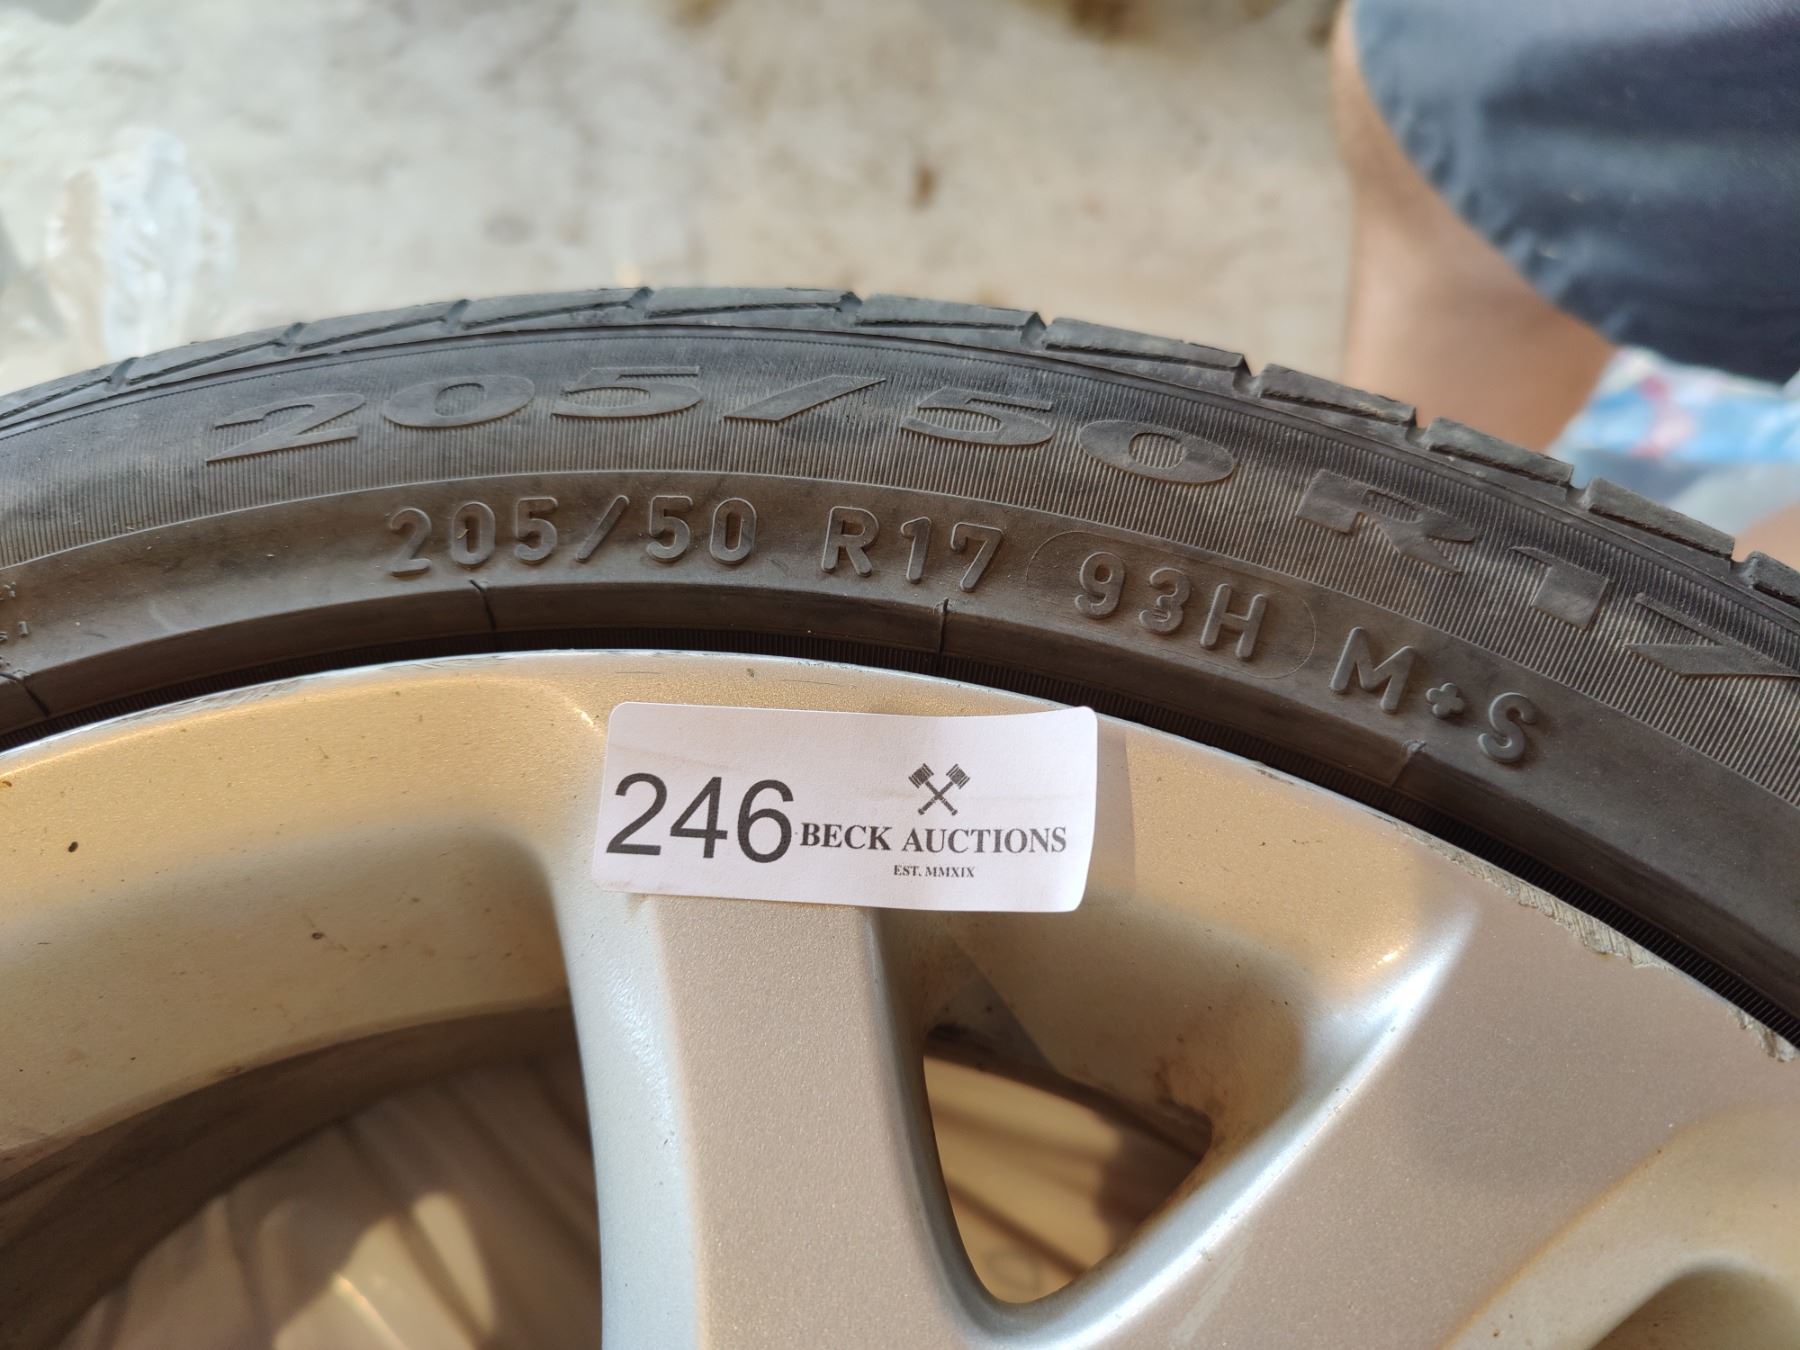 205/50 R17
205/50 R17 93H M+S
246 BECK AUCTIONS
EST. MMXIX